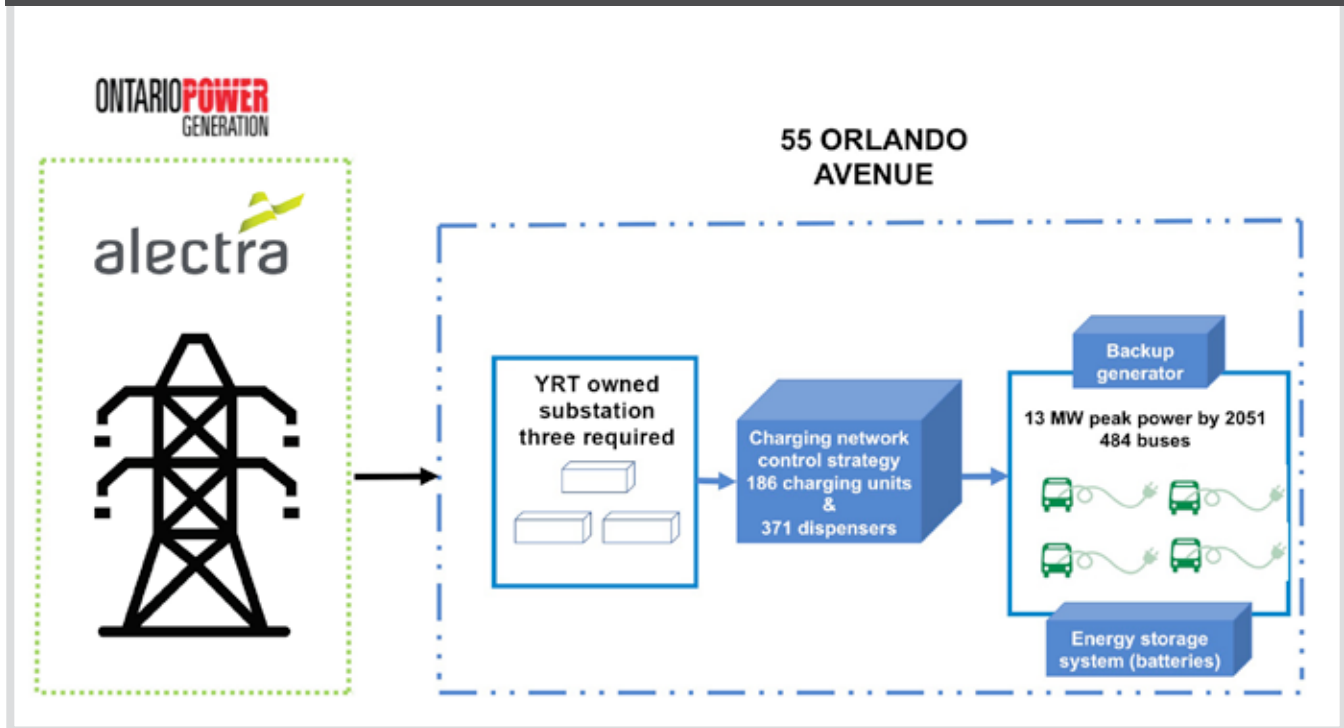 ONTARIOPOWER
GENERATION
alectra
55 ORLANDO
AVENUE
YRT owned
substation
three required
Charging network
control strategy
186 charging units
&
371 dispensers
Backup
generator
13 MW peak power by 2051
484 buses
Energy storage
system (batteries)